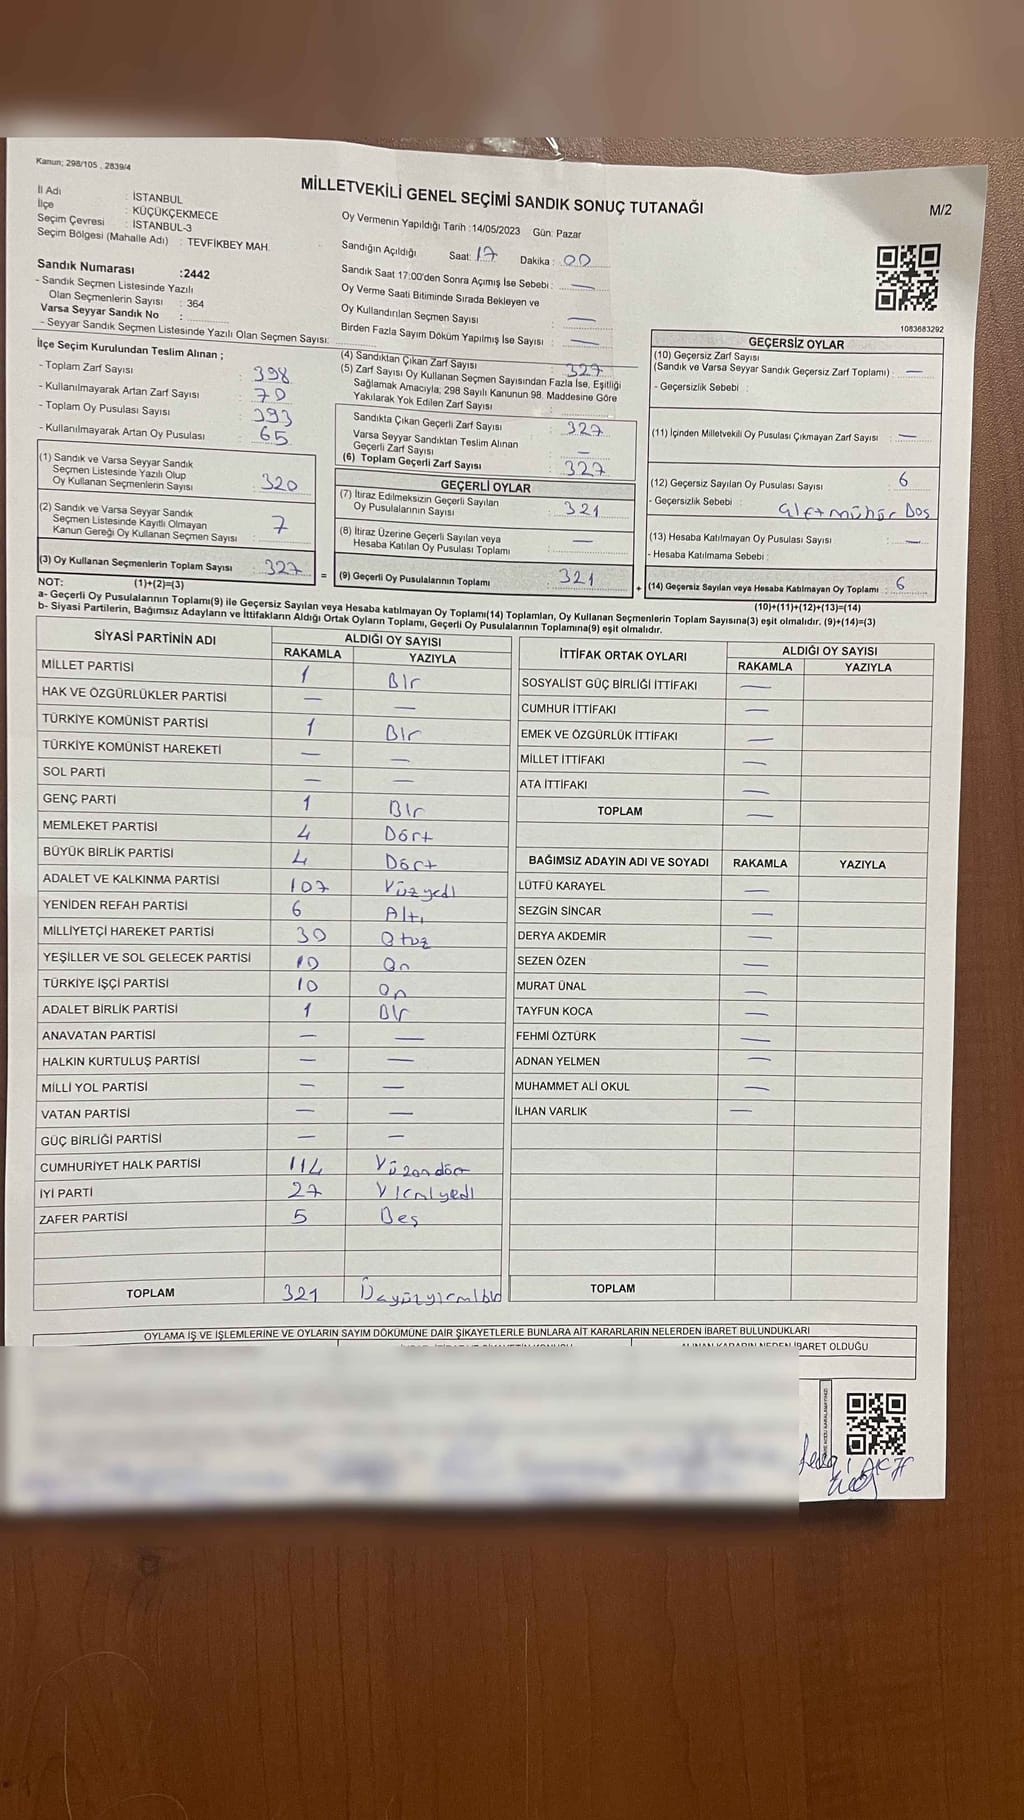 Kanun; 298/105 , 2839/4
MİLLETVEKİLİ GENEL SEÇİMİ SANDIK SONUÇ TUTANAĞI
M/2
İl Adı : İSTANBUL
İlçe : KÜÇÜKÇEKMECE
Seçim Çevresi : İSTANBUL-3
Seçim Bölgesi (Mahalle Adı) : TEVFİKBEY MAH.
Sandık Numarası :2442
- Sandık Seçmen Listesinde Yazılı
Olan Seçmenlerin Sayısı : 364
Varsa Seyyar Sandık No :
- Seyyar Sandık Seçmen Listesinde Yazılı Olan Seçmen Sayısı:
İlçe Seçim Kurulundan Teslim Alınan ;
- Toplam Zarf Sayısı : 398
- Kullanılmayarak Artan Zarf Sayısı : 70
- Toplam Oy Pusulası Sayısı : 393
- Kullanılmayarak Artan Oy Pusulası : 65
(1) Sandık ve Varsa Seyyar Sandık
Seçmen Listesinde Yazılı Olup
Oy Kullanan Seçmenlerin Sayısı : 320
(2) Sandık ve Varsa Seyyar Sandık
Seçmen Listesinde Kayıtlı Olmayan
Kanun Gereği Oy Kullanan Seçmen Sayısı : 7
(3) Oy Kullanan Seçmenlerin Toplam Sayısı : 327
(1)+(2)=(3)
Oy Vermenin Yapıldığı Tarih :14/05/2023 Gün: Pazar
Sandığın Açıldığı Saat: 17 Dakika : 00
Sandık Saat 17:00'den Sonra Açımış İse Sebebi : —
Oy Verme Saati Bitiminde Sırada Bekleyen ve
Oy Kullandırılan Seçmen Sayısı : —
Birden Fazla Sayım Döküm Yapılmış İse Sayısı : —
(4) Sandıktan Çıkan Zarf Sayısı : 327
(5) Zarf Sayısı Oy Kullanan Seçmen Sayısından Fazla İse, Eşitliği
Sağlamak Amacıyla, 298 Sayılı Kanunun 98. Maddesine Göre
Yakılarak Yok Edilen Zarf Sayısı :
Sandıkta Çıkan Geçerli Zarf Sayısı : 327
Varsa Seyyar Sandıktan Teslim Alınan
Geçerli Zarf Sayısı : —
(6) Toplam Geçerli Zarf Sayısı : 327
GEÇERLİ OYLAR
(7) İtiraz Edilmeksizin Geçerli Sayılan
Oy Pusulalarının Sayısı : 321
(8) İtiraz Üzerine Geçerli Sayılan veya
Hesaba Katılan Oy Pusulası Toplamı : —
= (9) Geçerli Oy Pusulalarının Toplamı : 321
1083683292
GEÇERSİZ OYLAR
(10) Geçersiz Zarf Sayısı
(Sandık ve Varsa Seyyar Sandık Geçersiz Zarf Toplamı) : —
- Geçersizlik Sebebi :
(11) İçinden Milletvekili Oy Pusulası Çıkmayan Zarf Sayısı : —
(12) Geçersiz Sayılan Oy Pusulası Sayısı : 6
- Geçersizlik Sebebi : Çift mühür Boş
(13) Hesaba Katılmayan Oy Pusulası Sayısı : —
- Hesaba Katılmama Sebebi :
+ (14) Geçersiz Sayılan veya Hesaba Katılmayan Oy Toplamı : 6
(10)+(11)+(12)+(13)=(14)
NOT:
a- Geçerli Oy Pusulalarının Toplamı(9) ile Geçersiz Sayılan veya Hesaba katılmayan Oy Toplamı(14) Toplamları, Oy Kullanan Seçmenlerin Toplam Sayısına(3) eşit olmalıdır. (9)+(14)=(3)
b- Siyasi Partilerin, Bağımsız Adayların ve İttifakların Aldığı Ortak Oyların Toplamı, Geçerli Oy Pusulalarının Toplamına(9) eşit olmalıdır.
SİYASİ PARTİNİN ADI ALDIĞI OY SAYISI
RAKAMLA YAZIYLA
MİLLET PARTİSİ 1 Bir
HAK VE ÖZGÜRLÜKLER PARTİSİ — —
TÜRKİYE KOMÜNİST PARTİSİ 1 Bir
TÜRKİYE KOMÜNİST HAREKETİ — —
SOL PARTİ — —
GENÇ PARTİ 1 Bir
MEMLEKET PARTİSİ 4 Dört
BÜYÜK BİRLİK PARTİSİ 4 Dört
ADALET VE KALKINMA PARTİSİ 107 Yüzyedi
YENİDEN REFAH PARTİSİ 6 Altı
MİLLİYETÇİ HAREKET PARTİSİ 30 Otuz
YEŞİLLER VE SOL GELECEK PARTİSİ 10 On
TÜRKİYE İŞÇİ PARTİSİ 10 On
ADALET BİRLİK PARTİSİ 1 Bir
ANAVATAN PARTİSİ — —
HALKIN KURTULUŞ PARTİSİ — —
MİLLİ YOL PARTİSİ — —
VATAN PARTİSİ — —
GÜÇ BİRLİĞİ PARTİSİ — —
CUMHURİYET HALK PARTİSİ 114 Yüzondört
İYİ PARTİ 27 Yirmiyedi
ZAFER PARTİSİ 5 Beş
TOPLAM 321 Üçyüzyirmibir
İTTİFAK ORTAK OYLARI ALDIĞI OY SAYISI
RAKAMLA YAZIYLA
SOSYALİST GÜÇ BİRLİĞİ İTTİFAKI —
CUMHUR İTTİFAKI —
EMEK VE ÖZGÜRLÜK İTTİFAKI —
MİLLET İTTİFAKI —
ATA İTTİFAKI —
TOPLAM —
BAĞIMSIZ ADAYIN ADI VE SOYADI RAKAMLA YAZIYLA
LÜTFÜ KARAYEL —
SEZGİN SİNCAR —
DERYA AKDEMİR —
SEZEN ÖZEN —
MURAT ÜNAL —
TAYFUN KOCA —
FEHMİ ÖZTÜRK —
ADNAN YELMEN —
MUHAMMET ALİ OKUL —
İLHAN VARLIK —
TOPLAM
OYLAMA İŞ VE İŞLEMLERİNE VE OYLARIN SAYIM DÖKÜMÜNE DAİR ŞİKAYETLERLE BUNLARA AİT KARARLARIN NELERDEN İBARET BULUNDUKLARI
ALINAN KARARIN NEDEN İBARET OLDUĞU